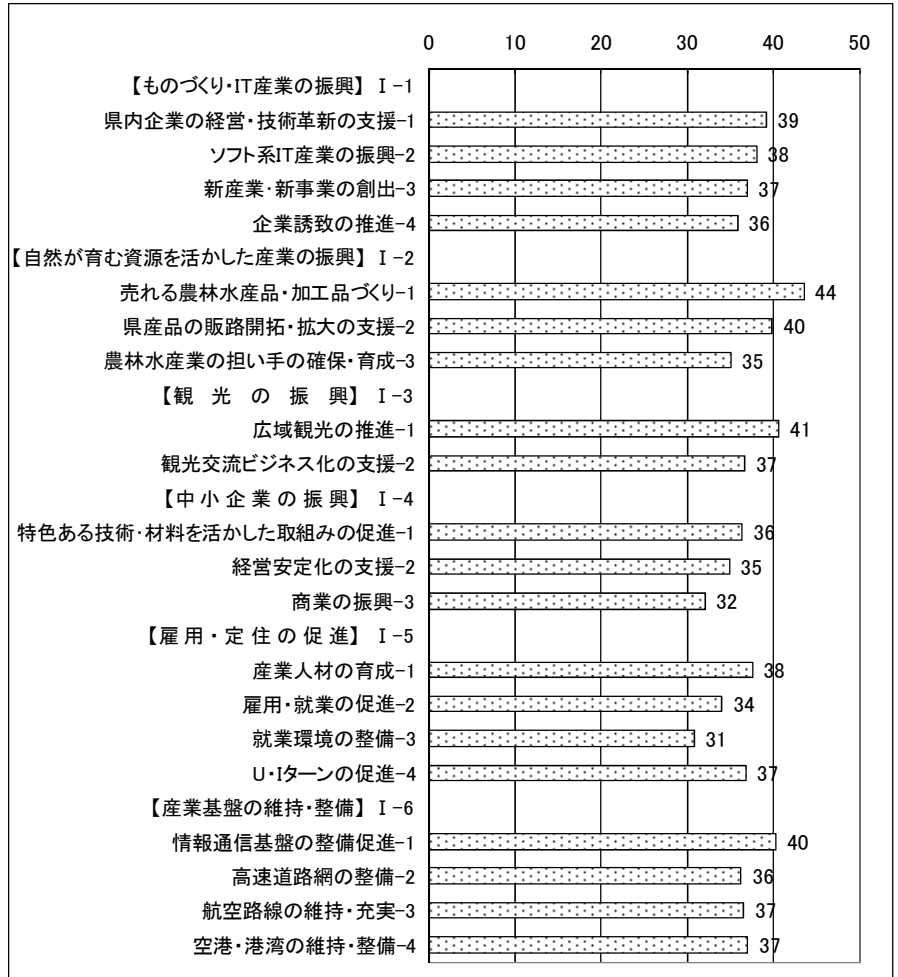 0 10 20 30 40 50
【ものづくり・IT産業の振興】 Ⅰ-1
県内企業の経営・技術革新の支援-1 39
ソフト系IT産業の振興-2 38
新産業・新事業の創出-3 37
企業誘致の推進-4 36
【自然が育む資源を活かした産業の振興】 Ⅰ-2
売れる農林水産品・加工品づくり-1 44
県産品の販路開拓・拡大の支援-2 40
農林水産業の担い手の確保・育成-3 35
【観 光 の 振 興】 Ⅰ-3
広域観光の推進-1 41
観光交流ビジネス化の支援-2 37
【中 小 企 業 の 振 興】 Ⅰ-4
特色ある技術・材料を活かした取組みの促進-1 36
経営安定化の支援-2 35
商業の振興-3 32
【雇 用 ・ 定 住 の 促 進】 Ⅰ-5
産業人材の育成-1 38
雇用・就業の促進-2 34
就業環境の整備-3 31
U・Iターンの促進-4 37
【産業基盤の維持・整備】 Ⅰ-6
情報通信基盤の整備促進-1 40
高速道路網の整備-2 36
航空路線の維持・充実-3 37
空港・港湾の維持・整備-4 37